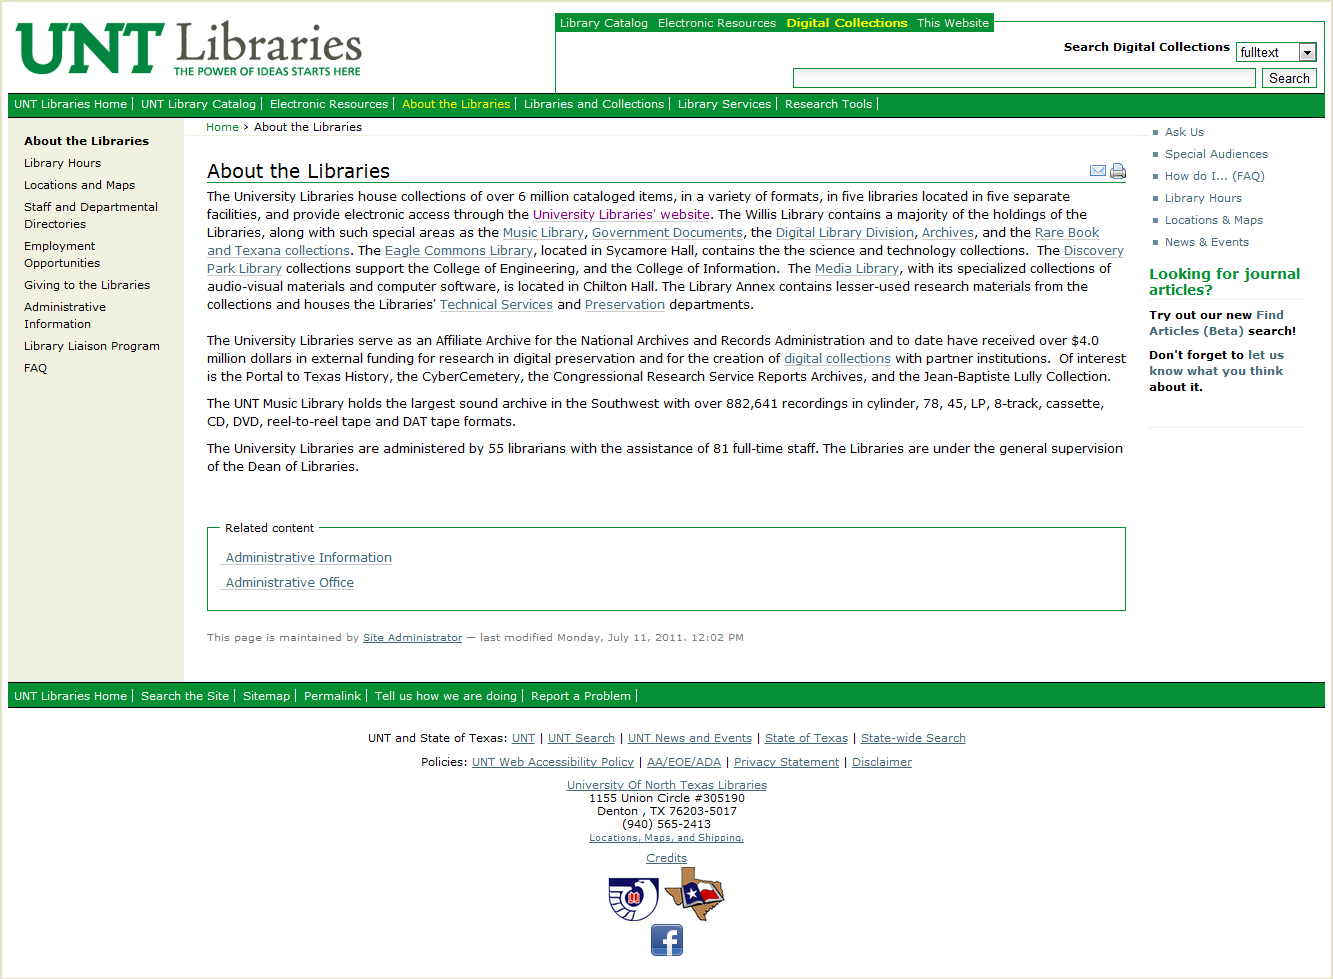 UNT Libraries
THE POWER OF IDEAS STARTS HERE
Library Catalog Electronic Resources Digital Collections This Website
Search Digital Collections fulltext
Search
UNT Libraries Home | UNT Library Catalog | Electronic Resources | About the Libraries | Libraries and Collections | Library Services | Research Tools |
About the Libraries
Library Hours
Locations and Maps
Staff and Departmental
Directories
Employment
Opportunities
Giving to the Libraries
Administrative
Information
Library Liaison Program
FAQ
Home > About the Libraries
About the Libraries
The University Libraries house collections of over 6 million cataloged items, in a variety of formats, in five libraries located in five separate
facilities, and provide electronic access through the University Libraries' website. The Willis Library contains a majority of the holdings of the
Libraries, along with such special areas as the Music Library, Government Documents, the Digital Library Division, Archives, and the Rare Book
and Texana collections. The Eagle Commons Library, located in Sycamore Hall, contains the the science and technology collections. The Discovery
Park Library collections support the College of Engineering, and the College of Information. The Media Library, with its specialized collections of
audio-visual materials and computer software, is located in Chilton Hall. The Library Annex contains lesser-used research materials from the
collections and houses the Libraries' Technical Services and Preservation departments.
The University Libraries serve as an Affiliate Archive for the National Archives and Records Administration and to date have received over $4.0
million dollars in external funding for research in digital preservation and for the creation of digital collections with partner institutions. Of interest
is the Portal to Texas History, the CyberCemetery, the Congressional Research Service Reports Archives, and the Jean-Baptiste Lully Collection.
The UNT Music Library holds the largest sound archive in the Southwest with over 882,641 recordings in cylinder, 78, 45, LP, 8-track, cassette,
CD, DVD, reel-to-reel tape and DAT tape formats.
The University Libraries are administered by 55 librarians with the assistance of 81 full-time staff. The Libraries are under the general supervision
of the Dean of Libraries.
Related content
Administrative Information
Administrative Office
This page is maintained by Site Administrator — last modified Monday, July 11, 2011. 12:02 PM
Ask Us
Special Audiences
How do I... (FAQ)
Library Hours
Locations & Maps
News & Events
Looking for journal
articles?
Try out our new Find
Articles (Beta) search!
Don't forget to let us
know what you think
about it.
UNT Libraries Home | Search the Site | Sitemap | Permalink | Tell us how we are doing | Report a Problem |
UNT and State of Texas: UNT | UNT Search | UNT News and Events | State of Texas | State-wide Search
Policies: UNT Web Accessibility Policy | AA/EOE/ADA | Privacy Statement | Disclaimer
University Of North Texas Libraries
1155 Union Circle #305190
Denton , TX 76203-5017
(940) 565-2413
Locations, Maps, and Shipping.
Credits
f